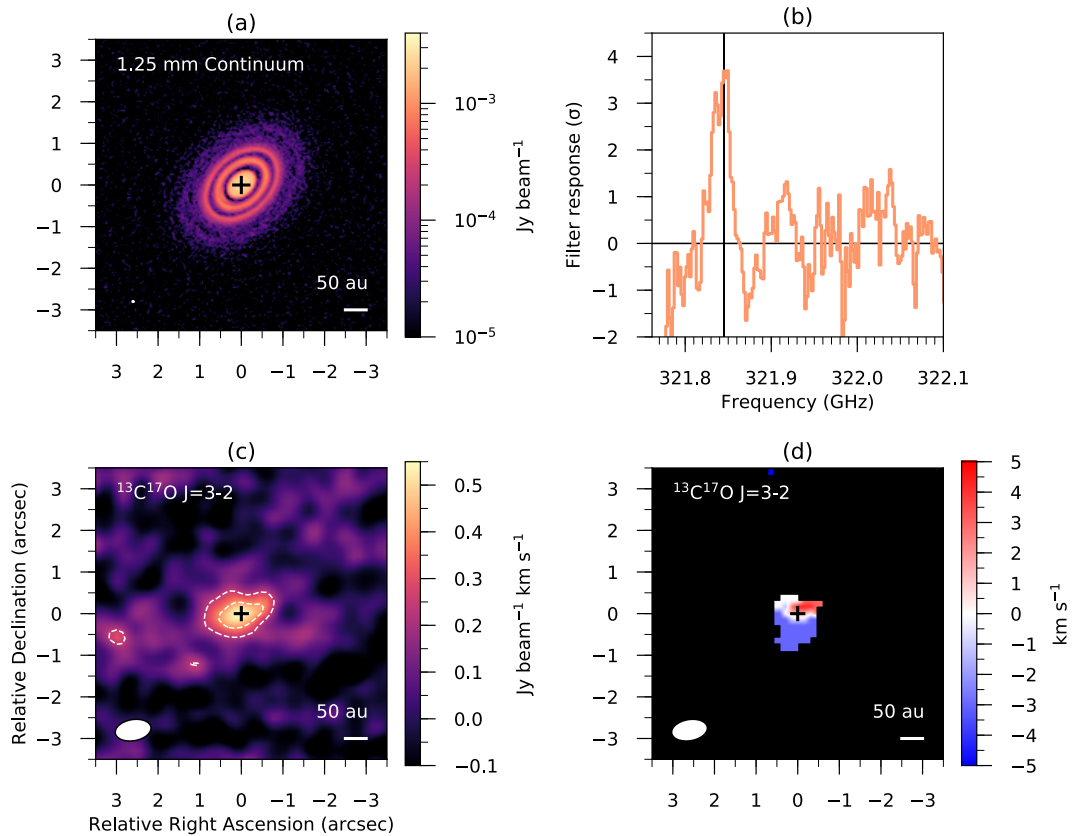 (a)
1.25 mm Continuum
50 au
3
2
1
0
−1
−2
−3
3 2 1 0 −1 −2 −3
10⁻³
10⁻⁴
10⁻⁵
Jy beam⁻¹
(b)
Filter response (σ)
4
3
2
1
0
−1
−2
321.8 321.9 322.0 322.1
Frequency (GHz)
(c)
¹³C¹⁷O J=3-2
50 au
Relative Declination (arcsec)
3
2
1
0
−1
−2
−3
3 2 1 0 −1 −2 −3
Relative Right Ascension (arcsec)
0.5
0.4
0.3
0.2
0.1
0.0
−0.1
Jy beam⁻¹ km s⁻¹
(d)
¹³C¹⁷O J=3-2
50 au
3
2
1
0
−1
−2
−3
3 2 1 0 −1 −2 −3
5
4
3
2
1
0
−1
−2
−3
−4
−5
km s⁻¹